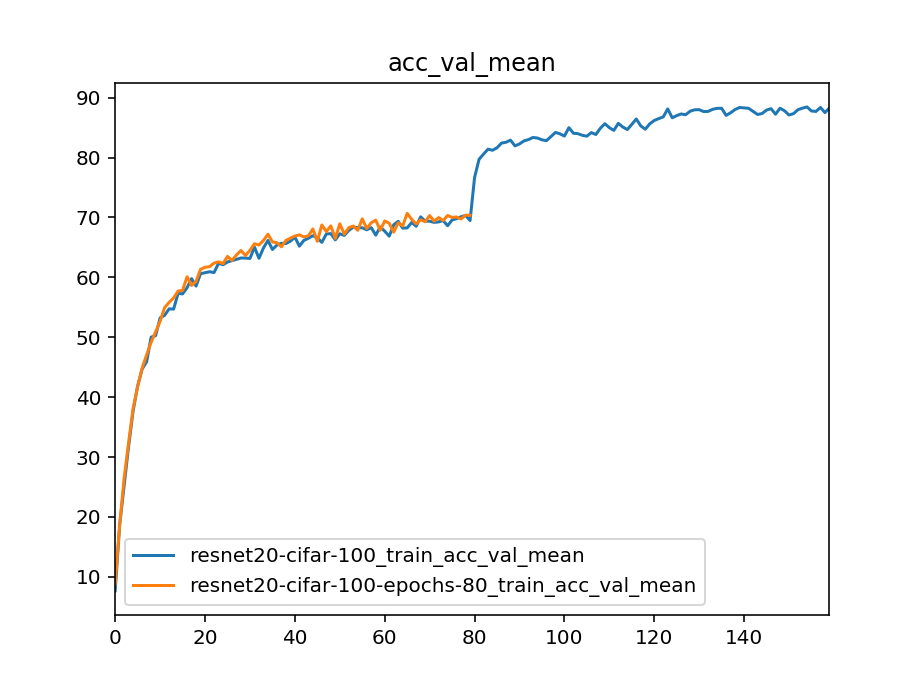 acc_val_mean
90
80
70
60
50
40
30
20
10
resnet20-cifar-100_train_acc_val_mean
resnet20-cifar-100-epochs-80_train_acc_val_mean
0 20 40 60 80 100 120 140